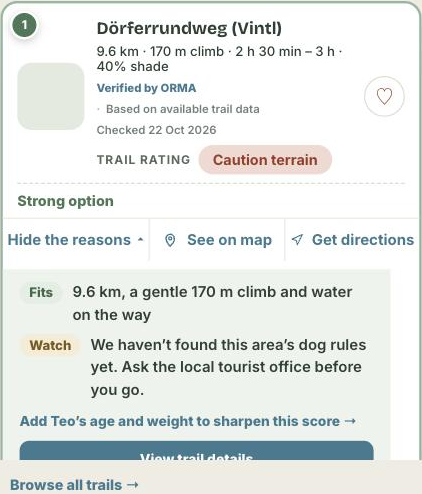 1
Dörferrundweg (Vintl)
9.6 km · 170 m climb · 2 h 30 min – 3 h ·
40% shade
Verified by ORMA
· Based on available trail data
Checked 22 Oct 2026
TRAIL RATING Caution terrain
Strong option
Hide the reasons See on map Get directions
Fits 9.6 km, a gentle 170 m climb and water
on the way
Watch We haven’t found this area’s dog rules
yet. Ask the local tourist office before
you go.
Add Teo’s age and weight to sharpen this score →
View trail details
Browse all trails →